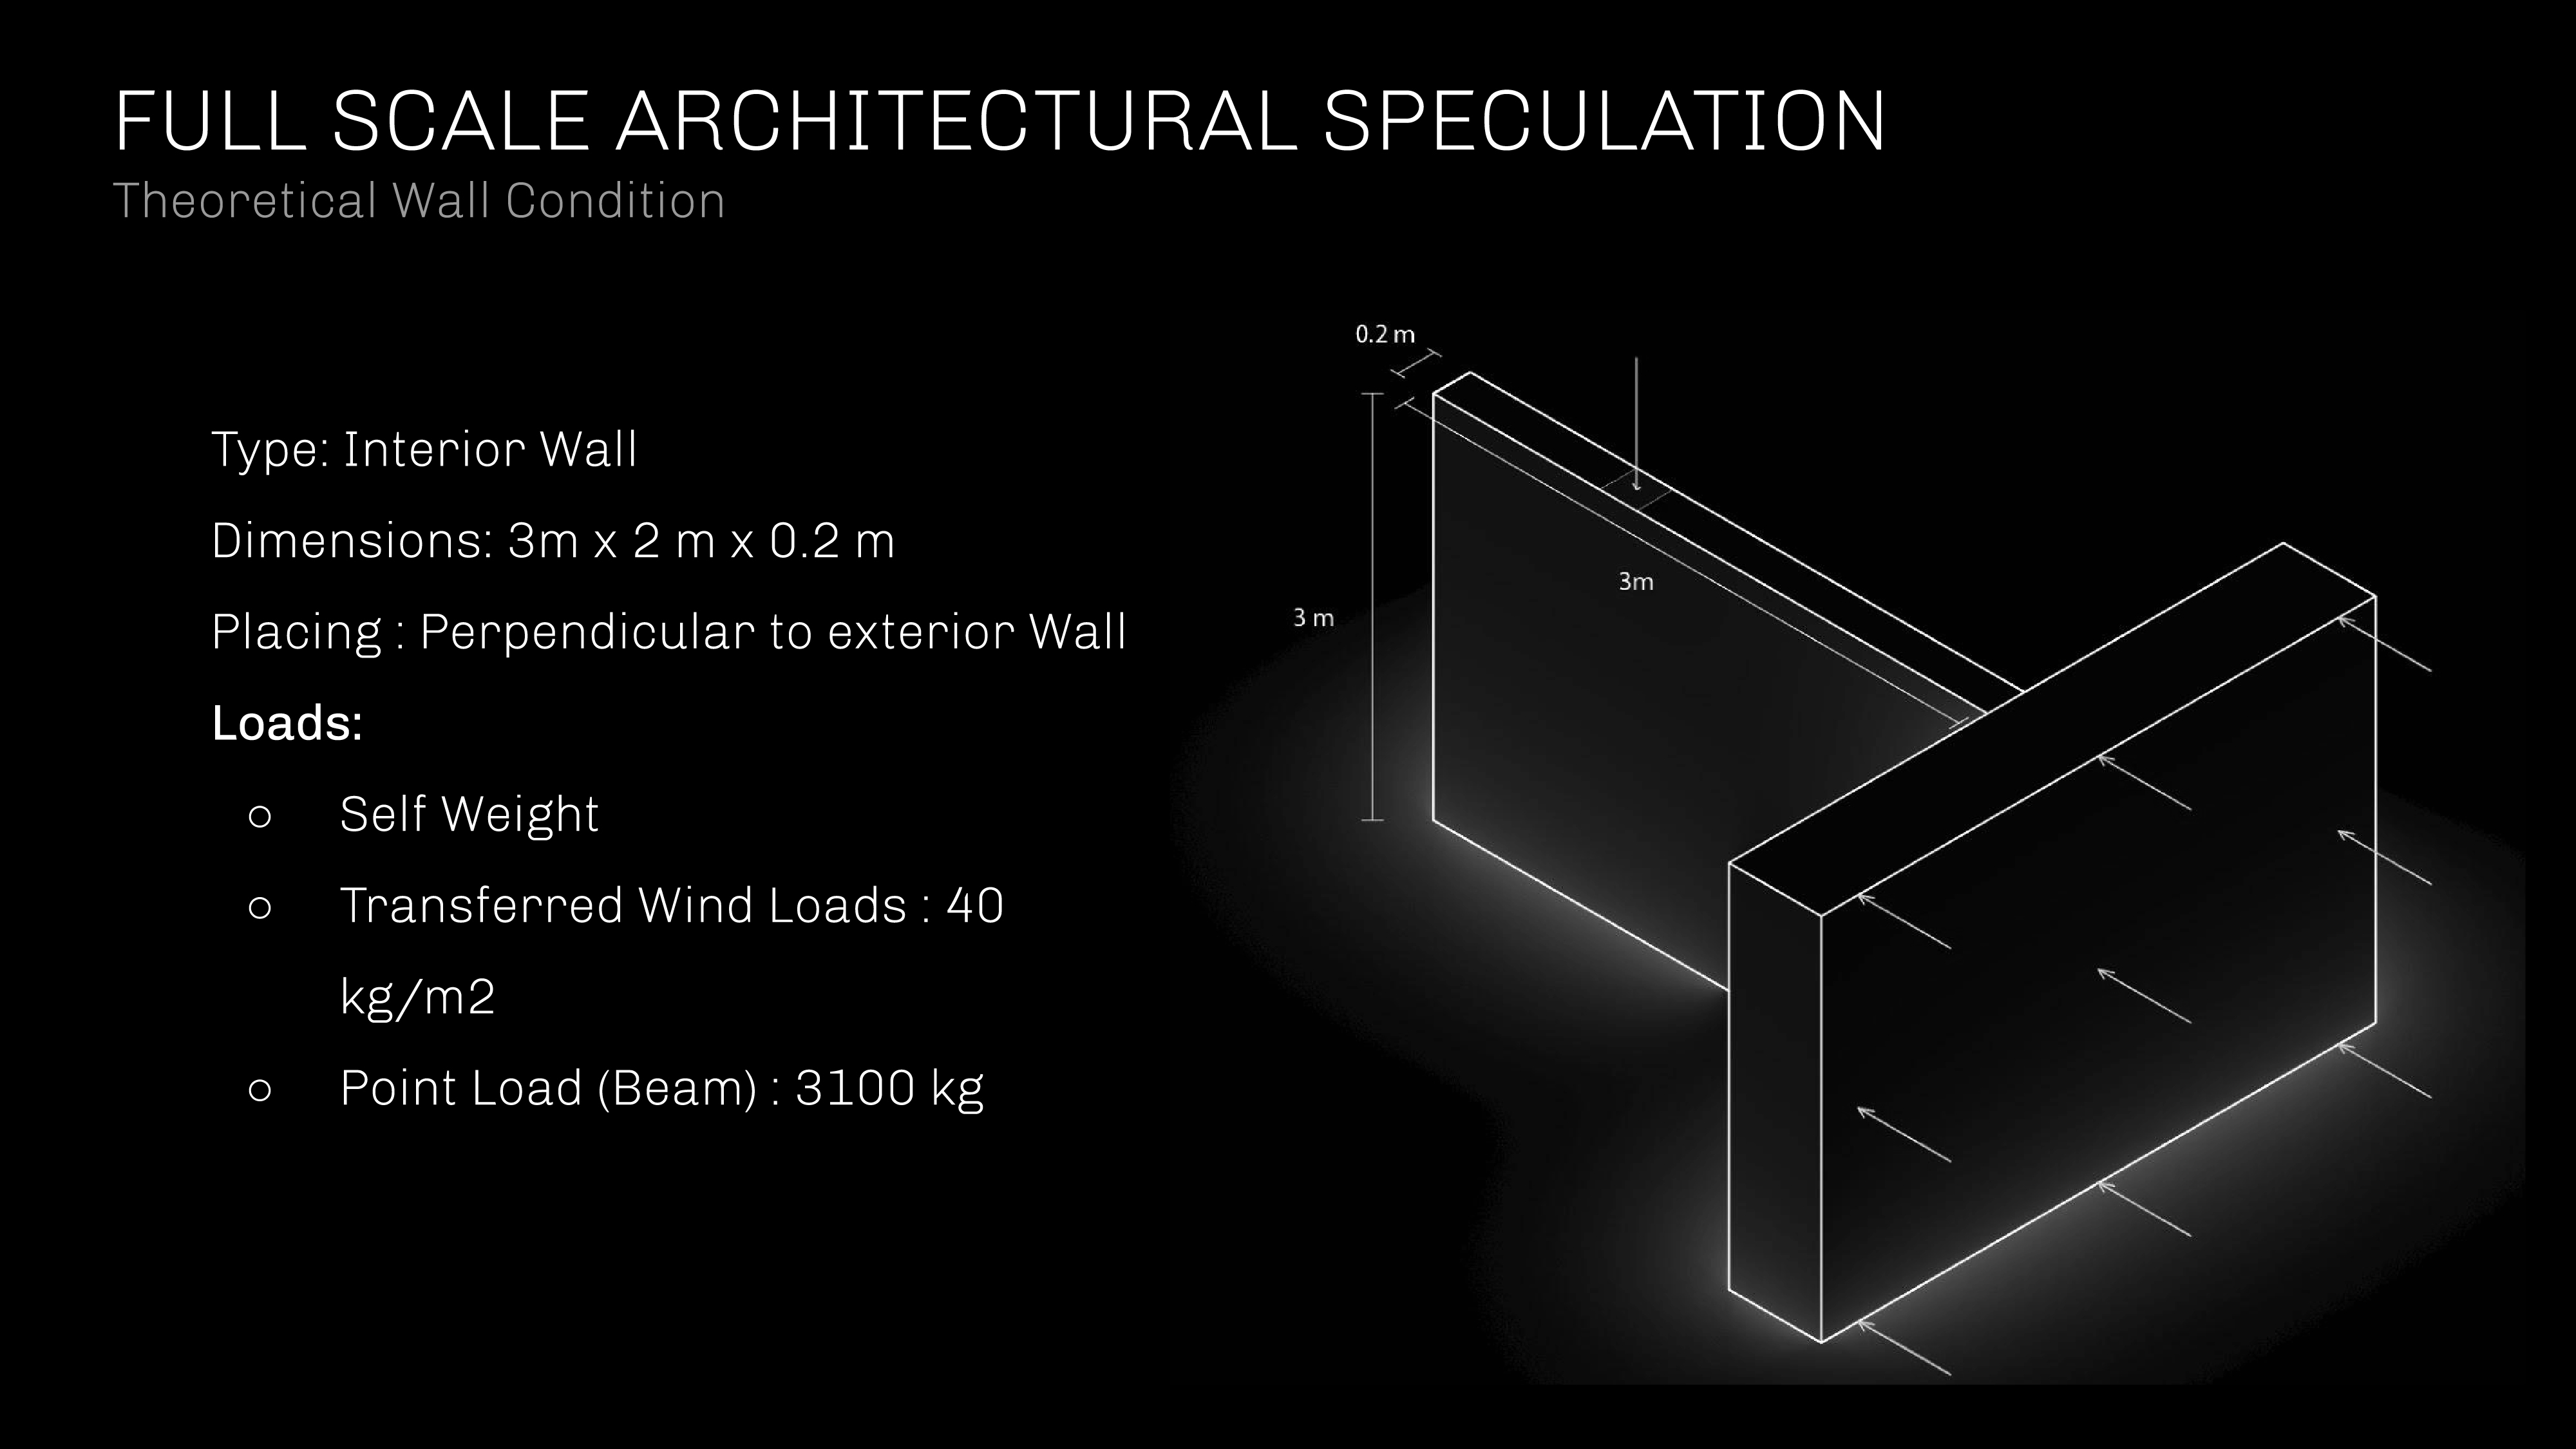 FULL SCALE ARCHITECTURAL SPECULATION
Theoretical Wall Condition
Type: Interior Wall
Dimensions: 3m x 2 m x 0.2 m
Placing : Perpendicular to exterior Wall
Loads:
○ Self Weight
○ Transferred Wind Loads : 40
kg/m2
○ Point Load (Beam) : 3100 kg
0.2 m
3m
3 m